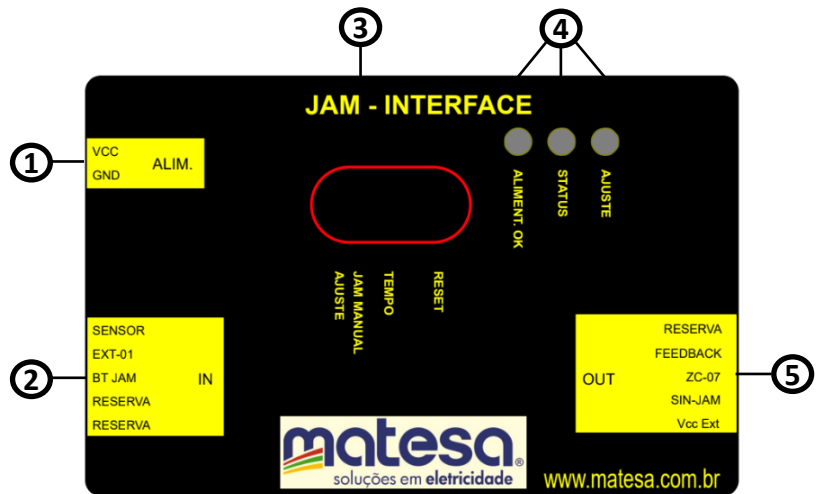 3
4
JAM - INTERFACE
1
VCC
GND
ALIM.
ALIMENT. OK
STATUS
AJUSTE
AJUSTE
JAM MANUAL
TEMPO
RESET
2
SENSOR
EXT-01
BT JAM
RESERVA
RESERVA
IN
OUT
RESERVA
FEEDBACK
ZC-07
SIN-JAM
Vcc Ext
5
matesa®
soluções em eletricidade
www.matesa.com.br